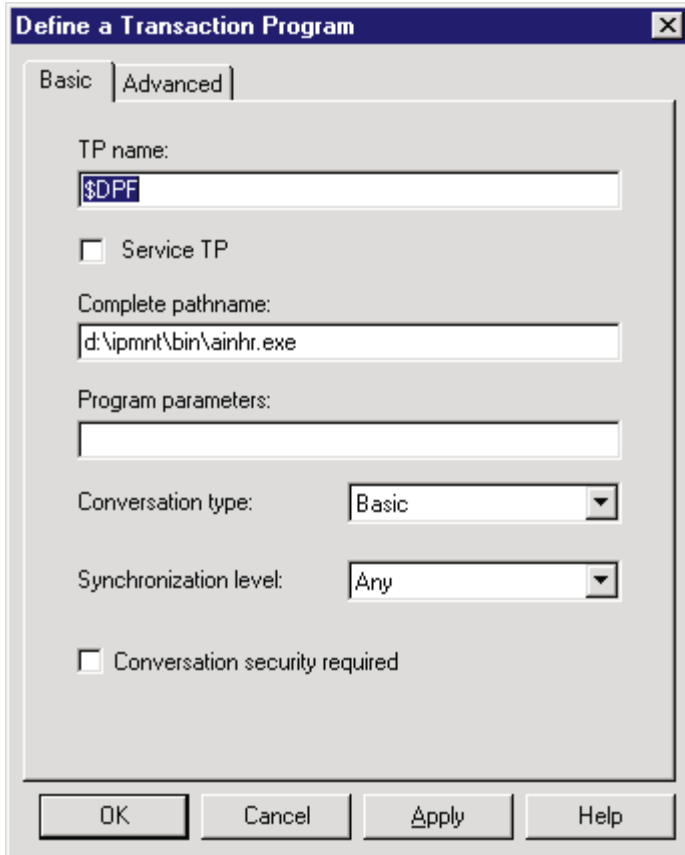 Define a Transaction Program
Basic Advanced
TP name:
$DPF
Service TP
Complete pathname:
d:\ipmnt\bin\ainhr.exe
Program parameters:
Conversation type: Basic
Synchronization level: Any
Conversation security required
OK Cancel Apply Help